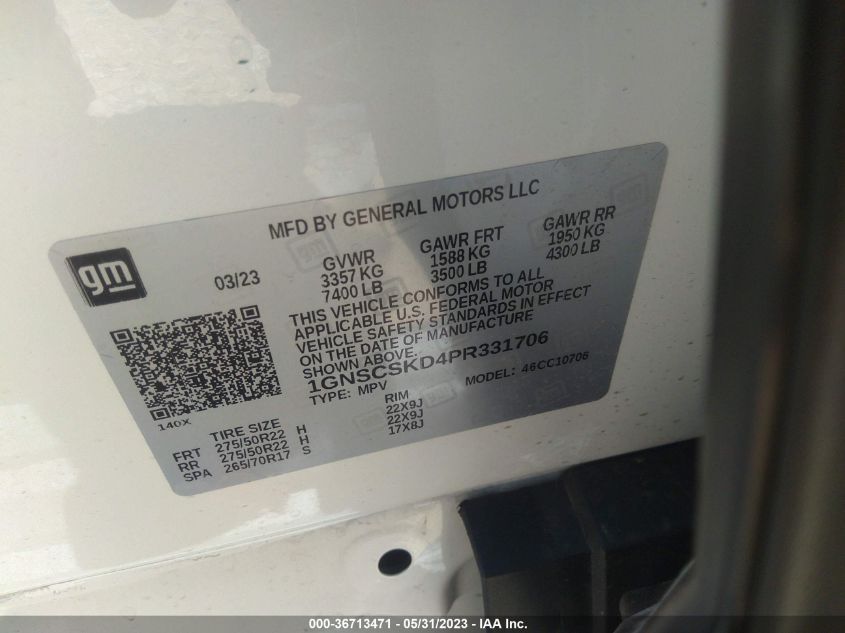 MFD BY GENERAL MOTORS LLC
gm
03/23
GVWR
3357 KG
7400 LB
GAWR FRT
1588 KG
3500 LB
GAWR RR
1950 KG
4300 LB
THIS VEHICLE CONFORMS TO ALL
APPLICABLE U.S. FEDERAL MOTOR
VEHICLE SAFETY STANDARDS IN EFFECT
ON THE DATE OF MANUFACTURE
SHOWN ABOVE.
1GNSCSKD4PR331706
TYPE: MPV
MODEL: 46CC10706
140X
TIRE SIZE
RIM
FRT 275/50R22 H 22X9J
RR 275/50R22 H 22X9J
SPA 265/70R17 S 17X8J
000-36713471 - 05/31/2023 - IAA Inc.